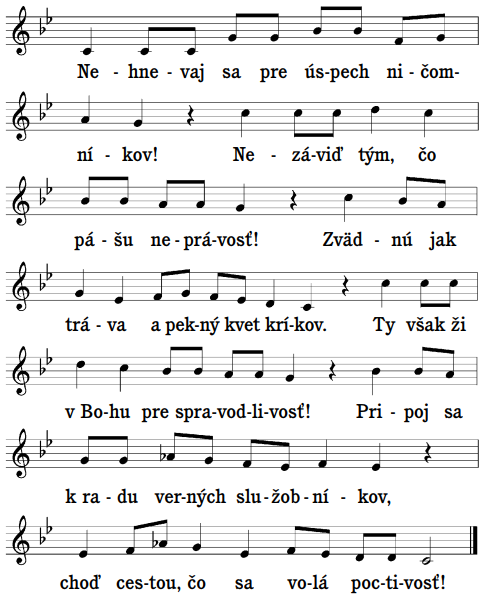 Ne - hne - vaj sa pre ús - pech ni - čom-
ní - kov! Ne - zá - viď tým, čo
pá - šu ne - prá - vosť! Zväd - nú jak
trá - va a pek - ný kvet krí - kov. Ty však ži
v Bo - hu pre spra - vod - li - vosť! Pri - poj sa
k ra - du ver - ných slu - žob - ní - kov,
choď ces - tou, čo sa vo - lá poc - ti - vosť!